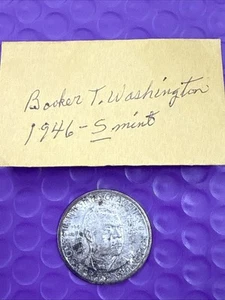 Booker T. Washington
1946 - S mint